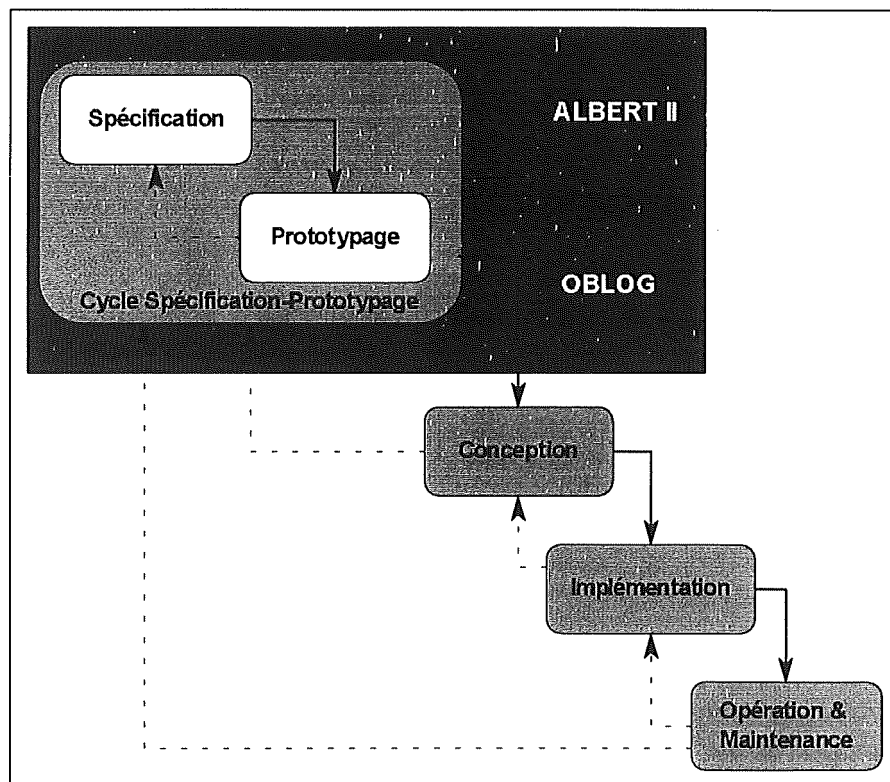 Spécification
ALBERT II
Prototypage
OBLOG
Cycle Spécification-Prototypage
Conception
Implémentation
Opération &
Maintenance